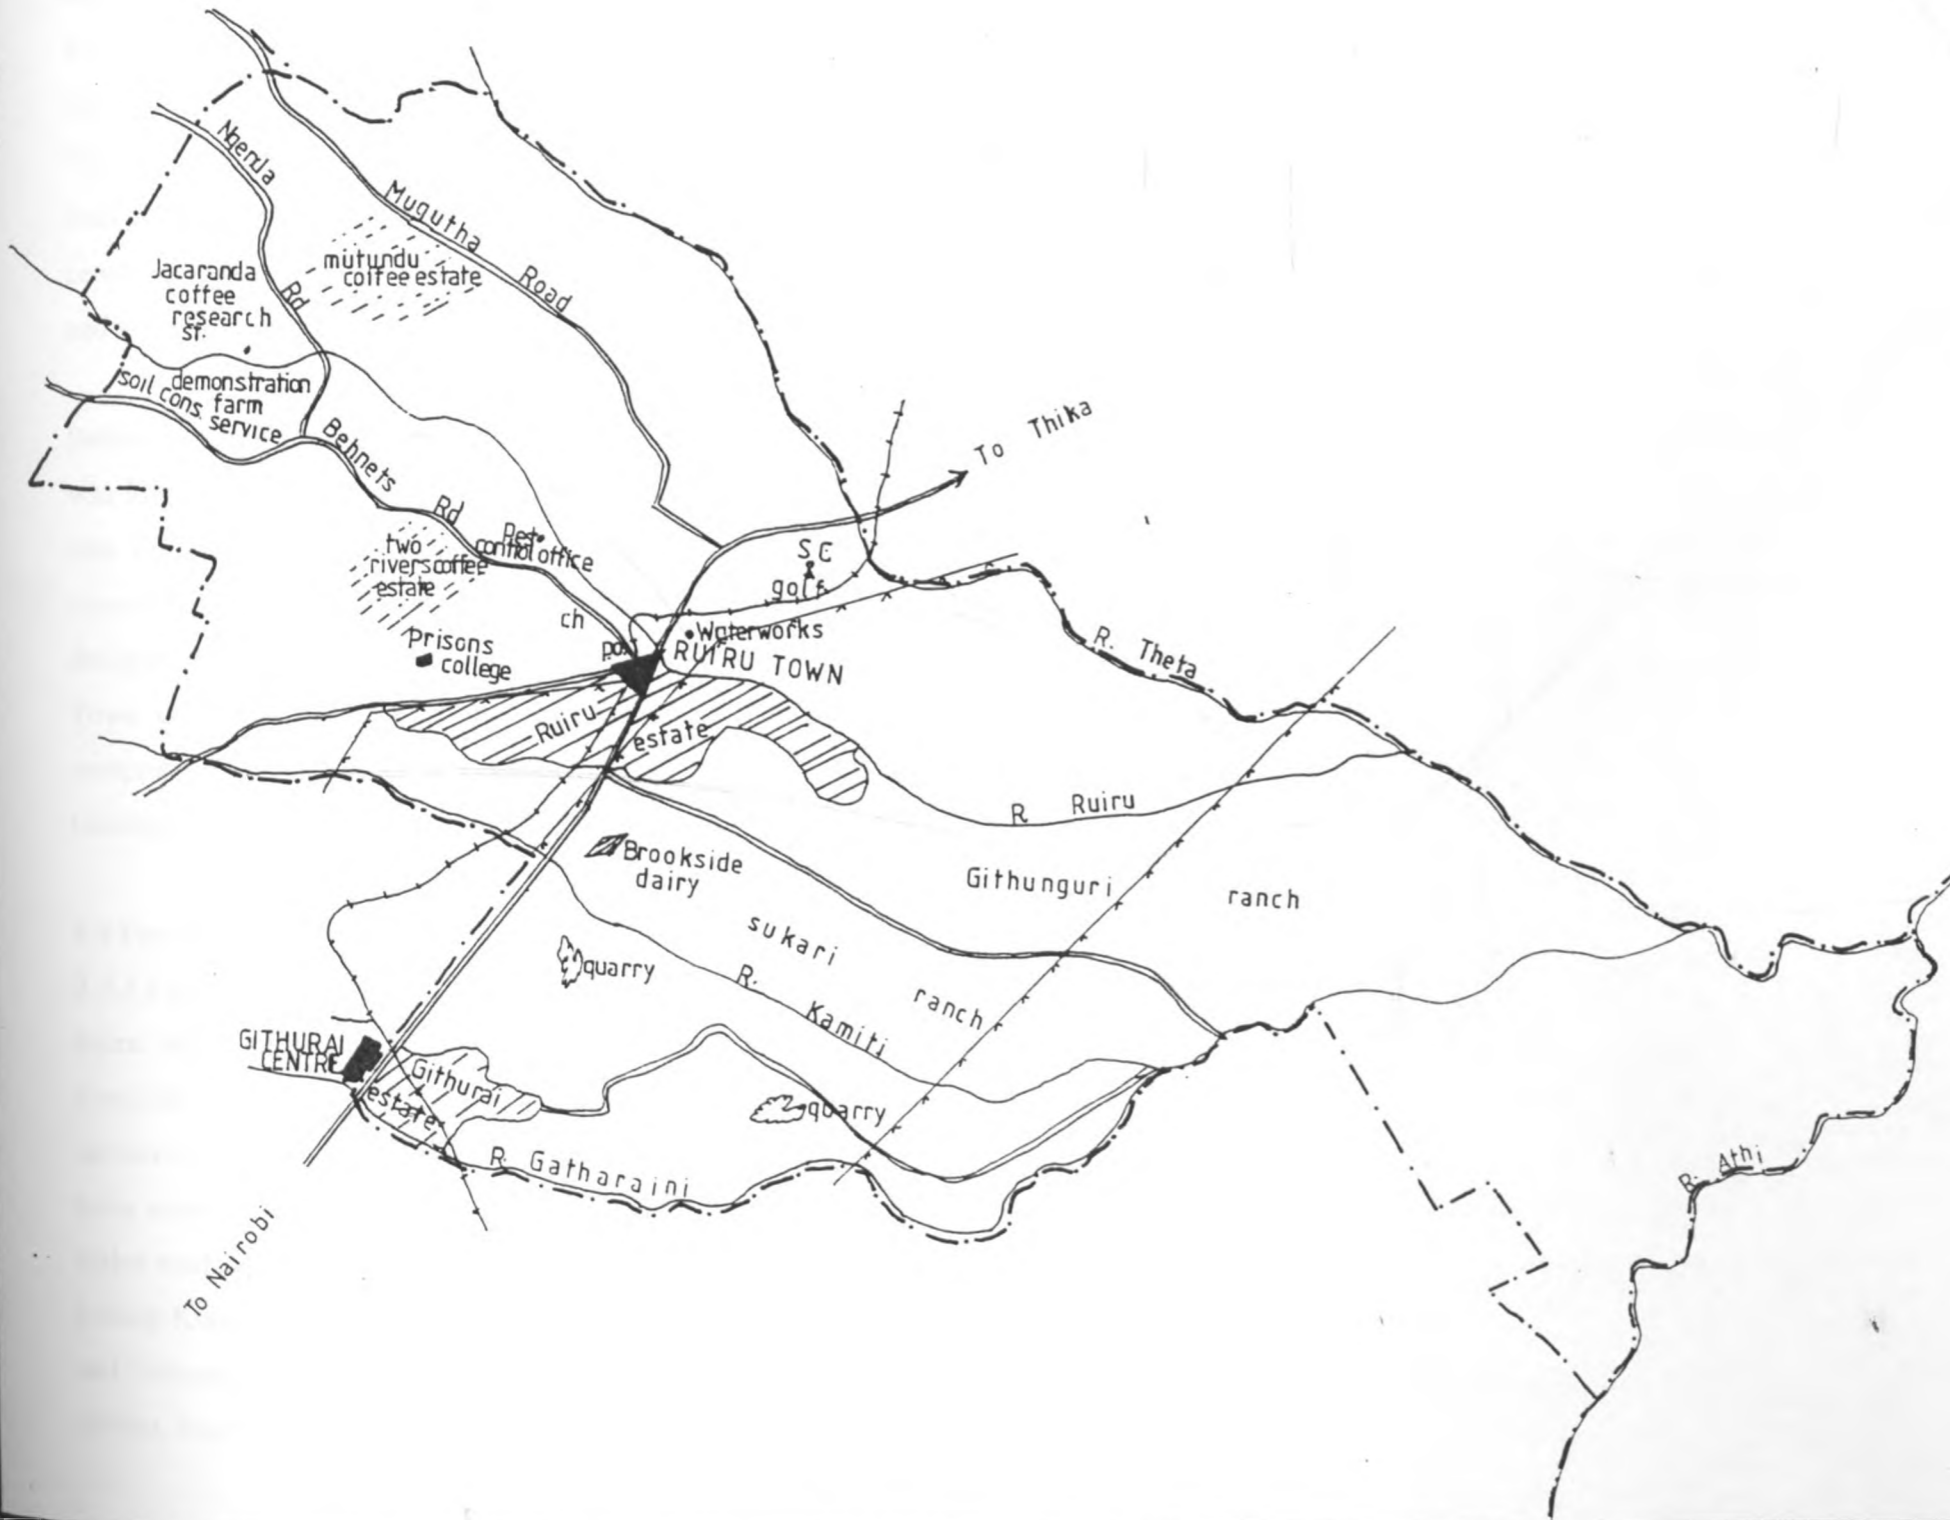 Ngenda
Rd
Mugutha
Road
Jacaranda
coffee
research
st.
mutundu
coffee estate
soil cons. service
demonstration
farm
Behnets
Rd
Pest
control office
two
rivers coffee
estate
To Thika
S C
golf
ch
p.o.
Waterworks
RUIRU TOWN
prisons
college
Ruiru
estate
R. Theta
R Ruiru
Brookside
dairy
Githunguri ranch
sukari
ranch
quarry
R. Kamiti
GITHURAI
CENTRE
Githurai
estate
quarry
R. Gatharaini
R. Athi
To Nairobi